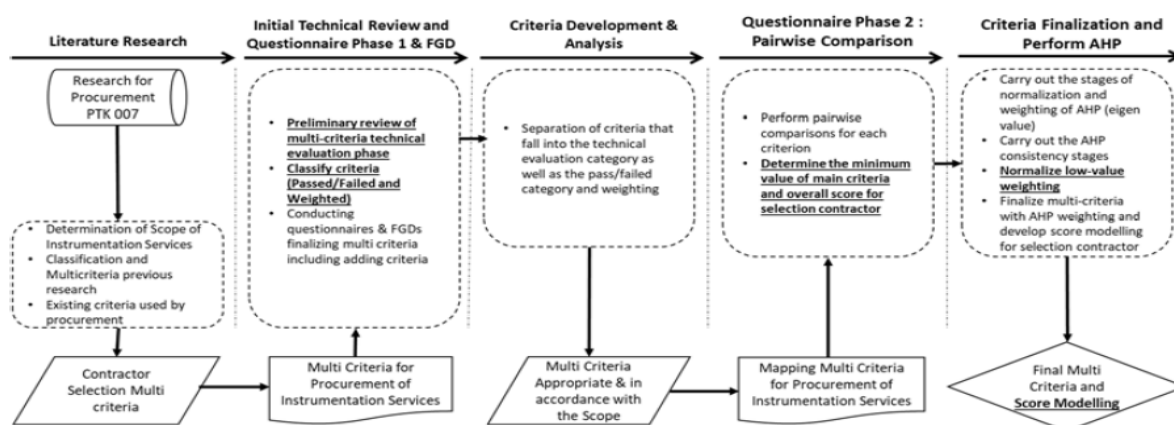 Literature Research
Initial Technical Review and
Questionnaire Phase 1 & FGD
Criteria Development &
Analysis
Questionnaire Phase 2 :
Pairwise Comparison
Criteria Finalization and
Perform AHP
Research for
Procurement
PTK 007
• Determination of Scope of
Instrumentation Services
• Classification and
Multicriteria previous
research
• Existing criteria used by
procurement
Contractor
Selection Multi
criteria
• Preliminary review of
multi-criteria technical
evaluation phase
• Classify criteria
(Passed/Failed and
Weighted)
• Conducting
questionnaires & FGDs
finalizing multi criteria
including adding criteria
Multi Criteria for
Procurement of
Instrumentation Services
• Separation of criteria that
fall into the technical
evaluation category as
well as the pass/failed
category and weighting
Multi Criteria
Appropriate & in
accordance with
the Scope
• Perform pairwise
comparisons for each
criterion
• Determine the minimum
value of main criteria
and overall score for
selection contractor
Mapping Multi Criteria
for Procurement of
Instrumentation Services
• Carry out the stages of
normalization and
weighting of AHP (eigen
value)
• Carry out the AHP
consistency stages
• Normalize low-value
weighting
• Finalize multi-criteria
with AHP weighting and
develop score modelling
for selection contractor
Final Multi
Criteria and
Score Modelling